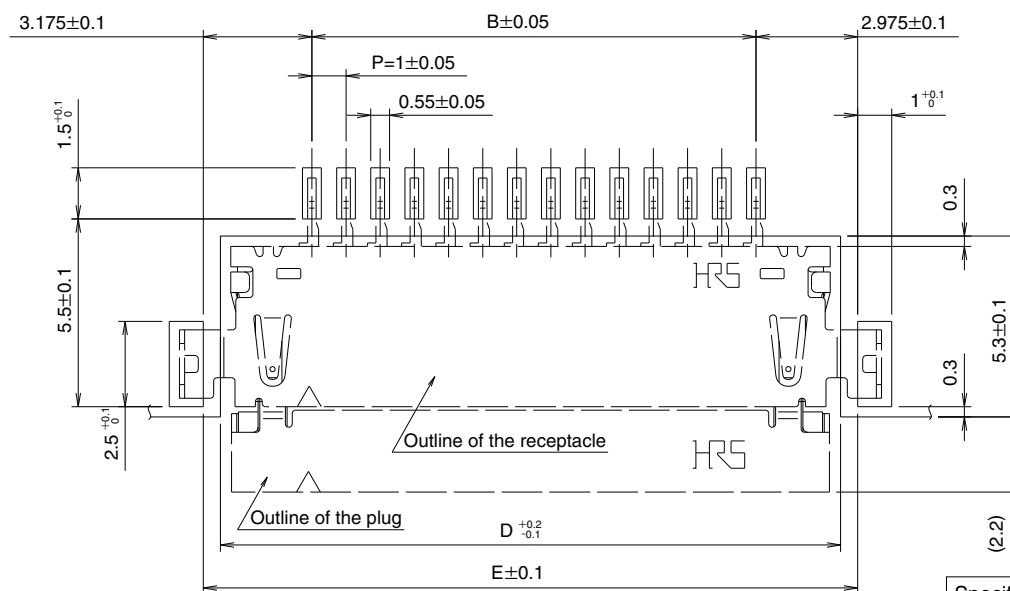 3.175±0.1
B±0.05
2.975±0.1
P=1±0.05
0.55±0.05
1 +0.1 0
1.5 +0.1 0
0.3
HRS
5.5±0.1
5.3±0.1
0.3
2.5 +0.1 0
Outline of the receptacle
HRS
Outline of the plug
D +0.2 -0.1
(2.2)
E±0.1
Specif